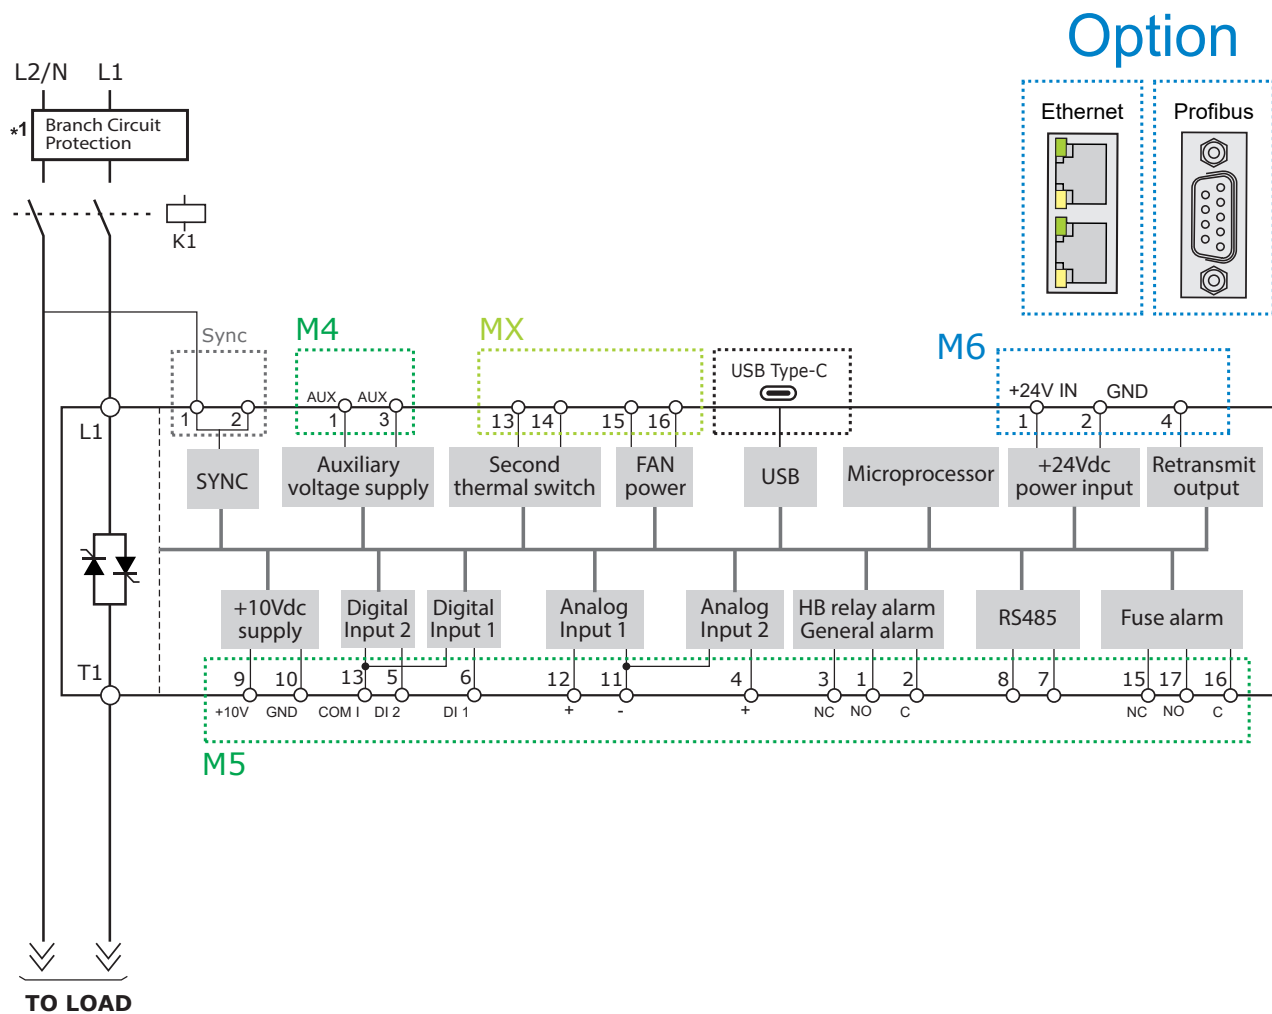 Option
L2/N L1
*1 Branch Circuit
Protection
K1
Ethernet Profibus
Sync M4 MX M6
USB Type-C
AUX AUX
+24V IN GND
1 2 1 3 13 14 15 16 1 2 4
L1
SYNC
Auxiliary
voltage supply
Second
thermal switch
FAN
power
USB
Microprocessor
+24Vdc
power input
Retransmit
output
+10Vdc
supply
Digital
Input 2
Digital
Input 1
Analog
Input 1
Analog
Input 2
HB relay alarm
General alarm
RS485
Fuse alarm
T1
9 10 13 5 6 12 11 4 3 1 2 8 7 15 17 16
+10V GND COM I DI 2 DI 1 + - + NC NO C NC NO C
M5
TO LOAD